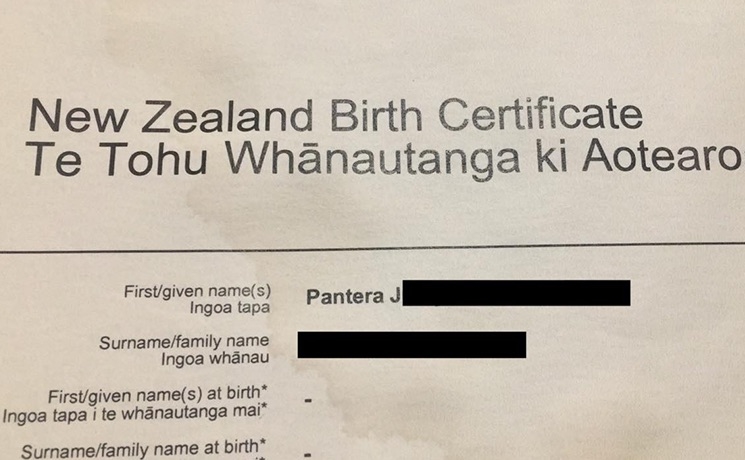 New Zealand Birth Certificate
Te Tohu Whānautanga ki Aotearo
First/given name(s)
Ingoa tapa
Pantera J
Surname/family name
Ingoa whānau
First/given name(s) at birth*
Ingoa tapa i te whānautanga mai*
-
Surname/family name at birth*
-